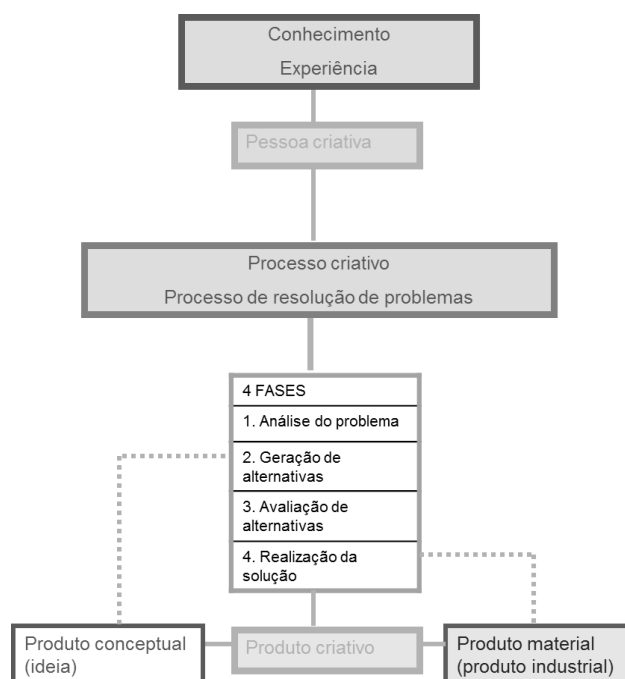 Conhecimento
Experiência
Pessoa criativa
Processo criativo
Processo de resolução de problemas
4 FASES
1. Análise do problema
2. Geração de
alternativas
3. Avaliação de
alternativas
4. Realização da
solução
Produto conceptual
(ideia)
Produto criativo
Produto material
(produto industrial)